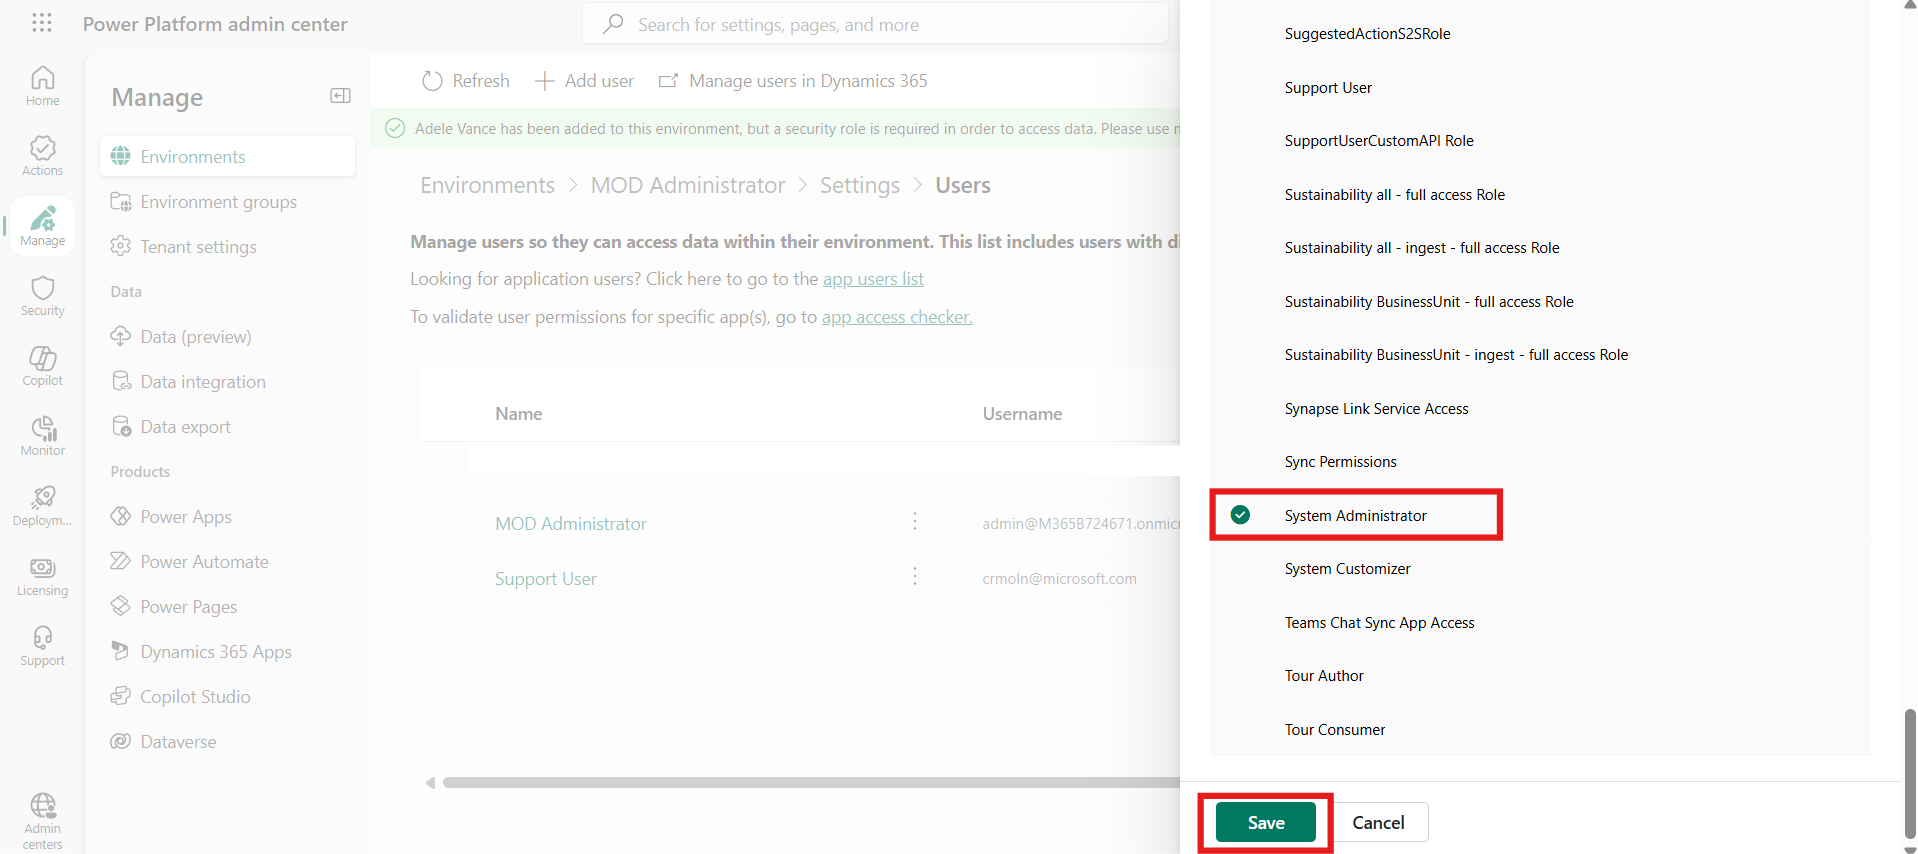 Power Platform admin center
Search for settings, pages, and more
Home
Actions
Manage
Security
Copilot
Monitor
Deploym...
Licensing
Support
Admin
centers
Manage
Environments
Environment groups
Tenant settings
Data
Data (preview)
Data integration
Data export
Products
Power Apps
Power Automate
Power Pages
Dynamics 365 Apps
Copilot Studio
Dataverse
Refresh
Add user
Manage users in Dynamics 365
Adele Vance has been added to this environment, but a security role is required in order to access data. Please use
Environments > MOD Administrator > Settings > Users
Manage users so they can access data within their environment. This list includes users with
Looking for application users? Click here to go to the app users list
To validate user permissions for specific app(s), go to app access checker.
Name Username
MOD Administrator admin@M365B724671.onmicr
Support User crmoln@microsoft.com
SuggestedActionS2SRole
Support User
SupportUserCustomAPI Role
Sustainability all - full access Role
Sustainability all - ingest - full access Role
Sustainability BusinessUnit - full access Role
Sustainability BusinessUnit - ingest - full access Role
Synapse Link Service Access
Sync Permissions
System Administrator
System Customizer
Teams Chat Sync App Access
Tour Author
Tour Consumer
Save
Cancel